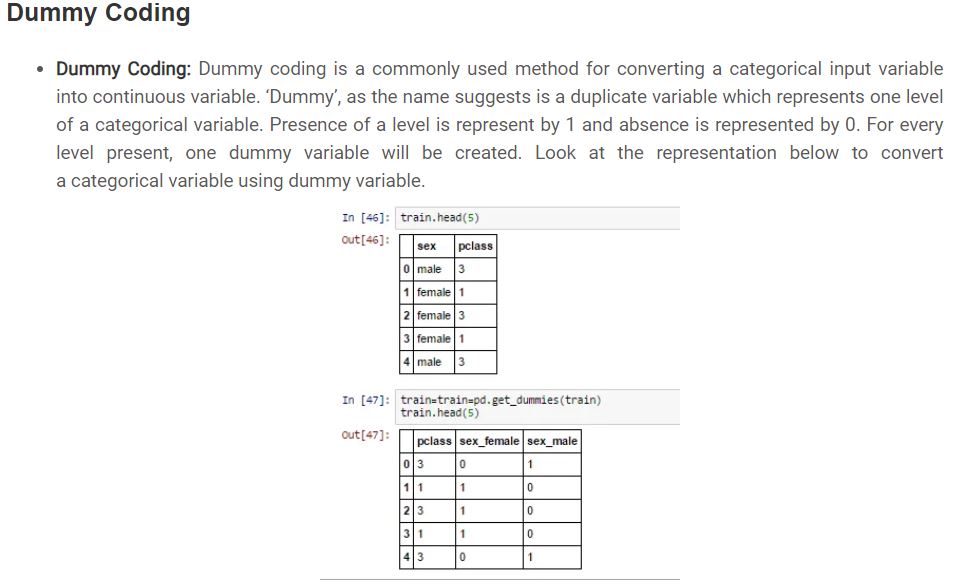 Dummy Coding
• Dummy Coding: Dummy coding is a commonly used method for converting a categorical input variable
into continuous variable. ‘Dummy’, as the name suggests is a duplicate variable which represents one level
of a categorical variable. Presence of a level is represent by 1 and absence is represented by 0. For every
level present, one dummy variable will be created. Look at the representation below to convert
a categorical variable using dummy variable.
In [46]: train.head(5)
Out[46]:
sex pclass
0 male 3
1 female 1
2 female 3
3 female 1
4 male 3
In [47]: train=train=pd.get_dummies(train)
train.head(5)
Out[47]:
pclass sex_female sex_male
0 3 0 1
1 1 1 0
2 3 1 0
3 1 1 0
4 3 0 1